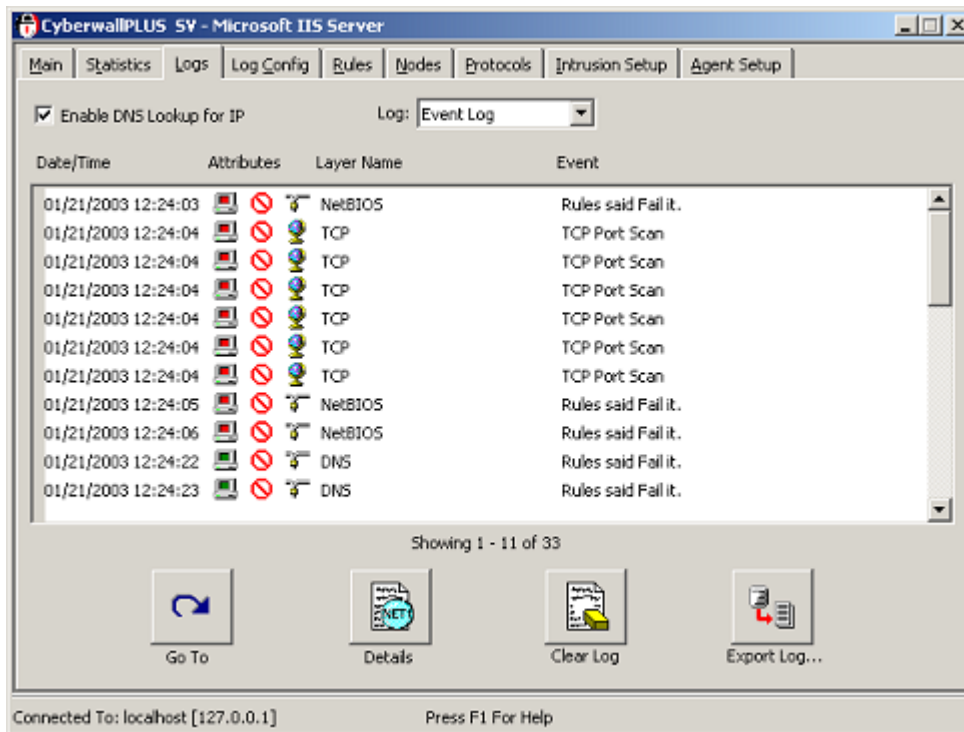 CyberwallPLUS SV - Microsoft IIS Server
Main Statistics Logs Log Config Rules Nodes Protocols Intrusion Setup Agent Setup
Enable DNS Lookup for IP Log: Event Log
Date/Time Attributes Layer Name Event
01/21/2003 12:24:03 NetBIOS Rules said Fail it.
01/21/2003 12:24:04 TCP TCP Port Scan
01/21/2003 12:24:04 TCP TCP Port Scan
01/21/2003 12:24:04 TCP TCP Port Scan
01/21/2003 12:24:04 TCP TCP Port Scan
01/21/2003 12:24:04 TCP TCP Port Scan
01/21/2003 12:24:04 TCP TCP Port Scan
01/21/2003 12:24:05 NetBIOS Rules said Fail it.
01/21/2003 12:24:06 NetBIOS Rules said Fail it.
01/21/2003 12:24:22 DNS Rules said Fail it.
01/21/2003 12:24:23 DNS Rules said Fail it.
Showing 1 - 11 of 33
NET
Go To Details Clear Log Export Log...
Connected To: localhost [127.0.0.1] Press F1 For Help